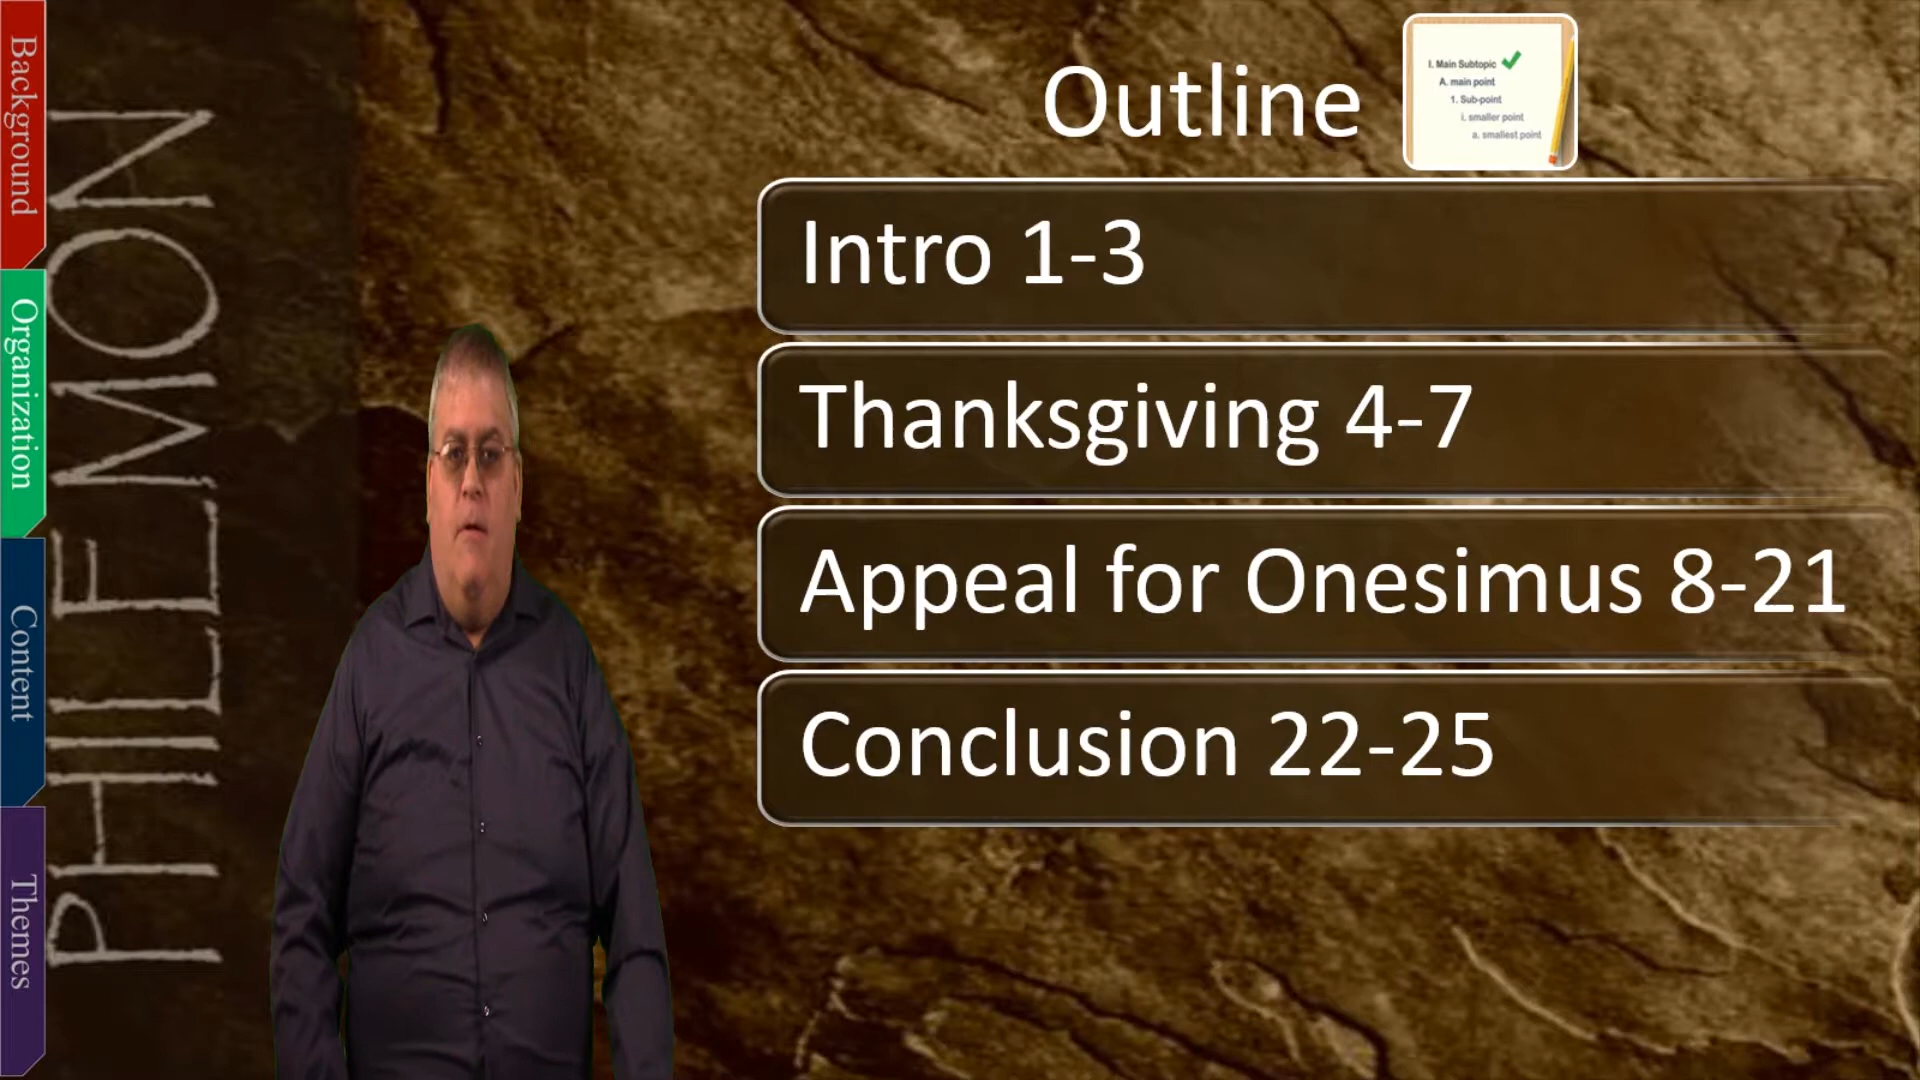 Background
Organization
Content
Themes
PHILEMON
Outline
I. Main Subtopic
A. main point
1. Sub-point
i. smaller point
a. smallest point
Intro 1-3
Thanksgiving 4-7
Appeal for Onesimus 8-21
Conclusion 22-25